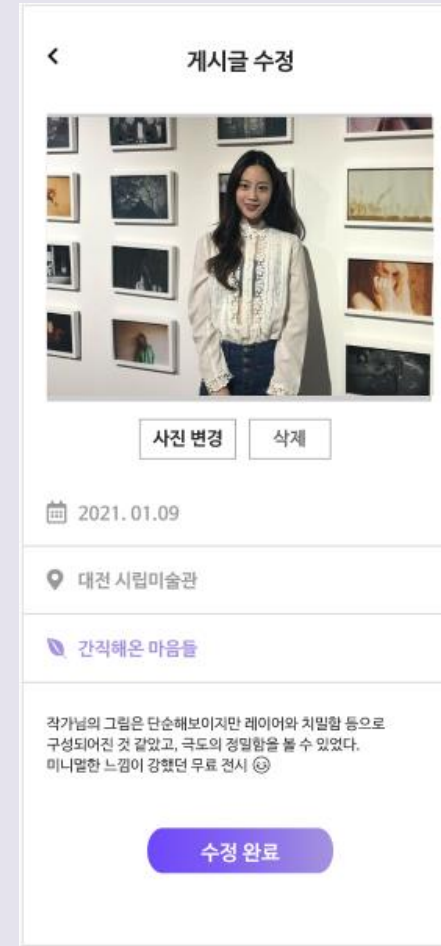 게시글 수정
사진 변경
삭제
2021. 01.09
대전 시립미술관
간직해온 마음들
작가님의 그림은 단순해보이지만 레이어와 치밀함 등으로
구성되어진 것 같았고, 극도의 정밀함을 볼 수 있었다.
미니멀한 느낌이 강했던 무료 전시
수정 완료